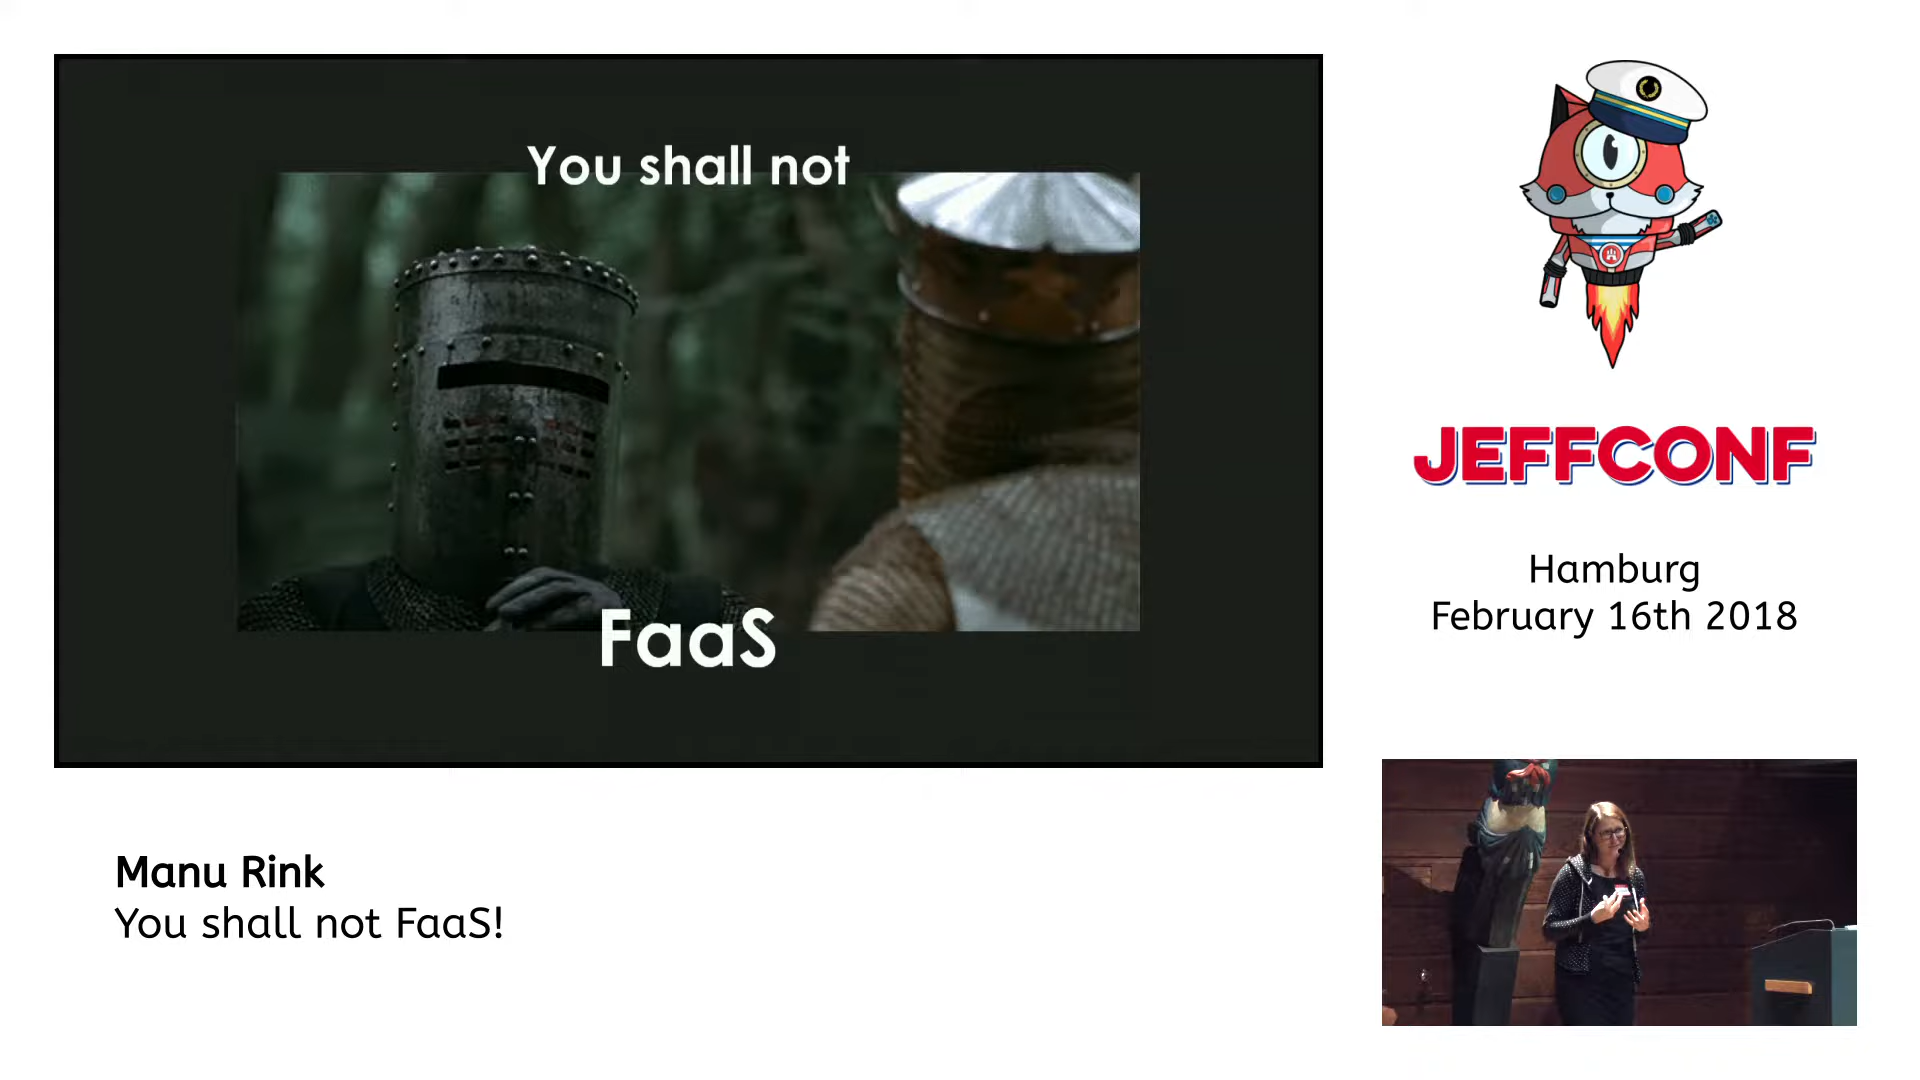 You shall not
FaaS
JEFFCONF
Hamburg
February 16th 2018
Manu Rink
You shall not FaaS!